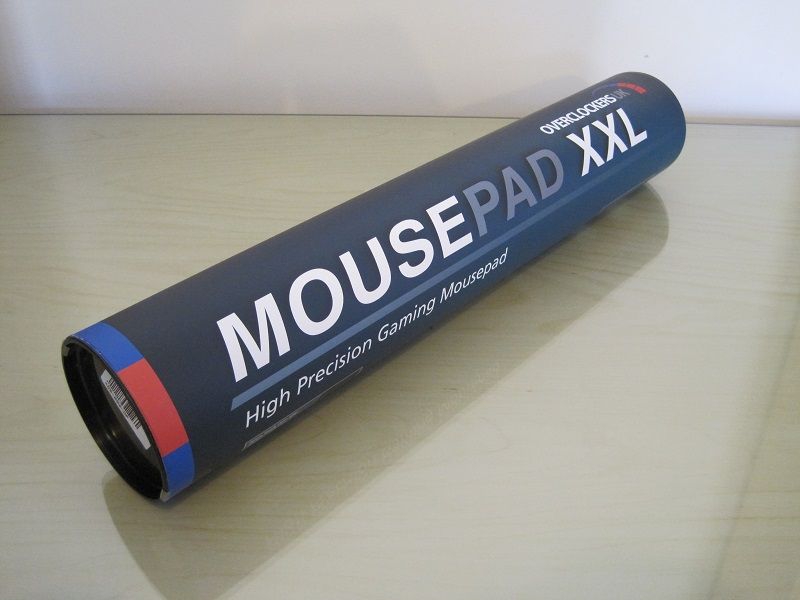 OVERCLOCKERS UK
MOUSEPAD XXL
High Precision Gaming Mousepad